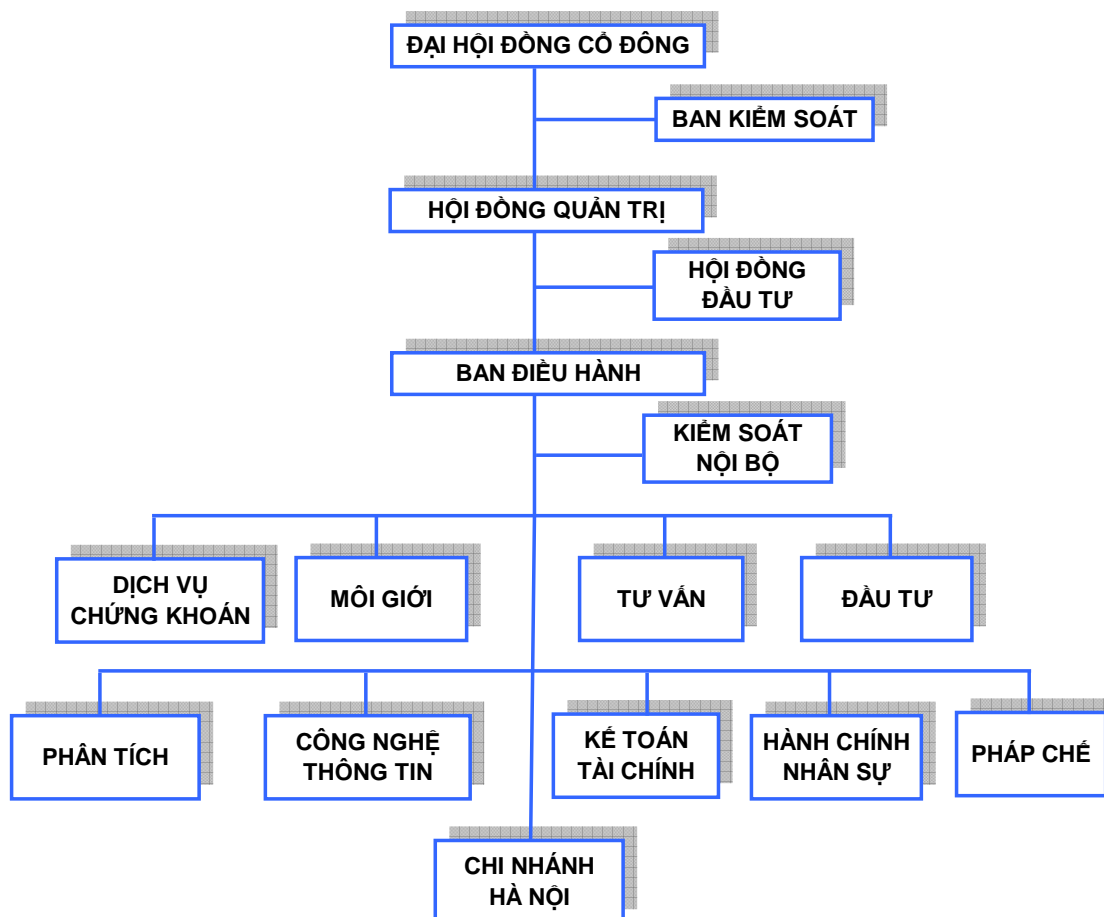 ĐẠI HỘI ĐỒNG CỔ ĐÔNG
BAN KIỂM SOÁT
HỘI ĐỒNG QUẢN TRỊ
HỘI ĐỒNG
ĐẦU TƯ
BAN ĐIỀU HÀNH
KIỂM SOÁT
NỘI BỘ
DỊCH VỤ
CHỨNG KHOÁN
MÔI GIỚI
TƯ VẤN
ĐẦU TƯ
PHÂN TÍCH
CÔNG NGHỆ
THÔNG TIN
KẾ TOÁN
TÀI CHÍNH
HÀNH CHÍNH
NHÂN SỰ
PHÁP CHẾ
CHI NHÁNH
HÀ NỘI